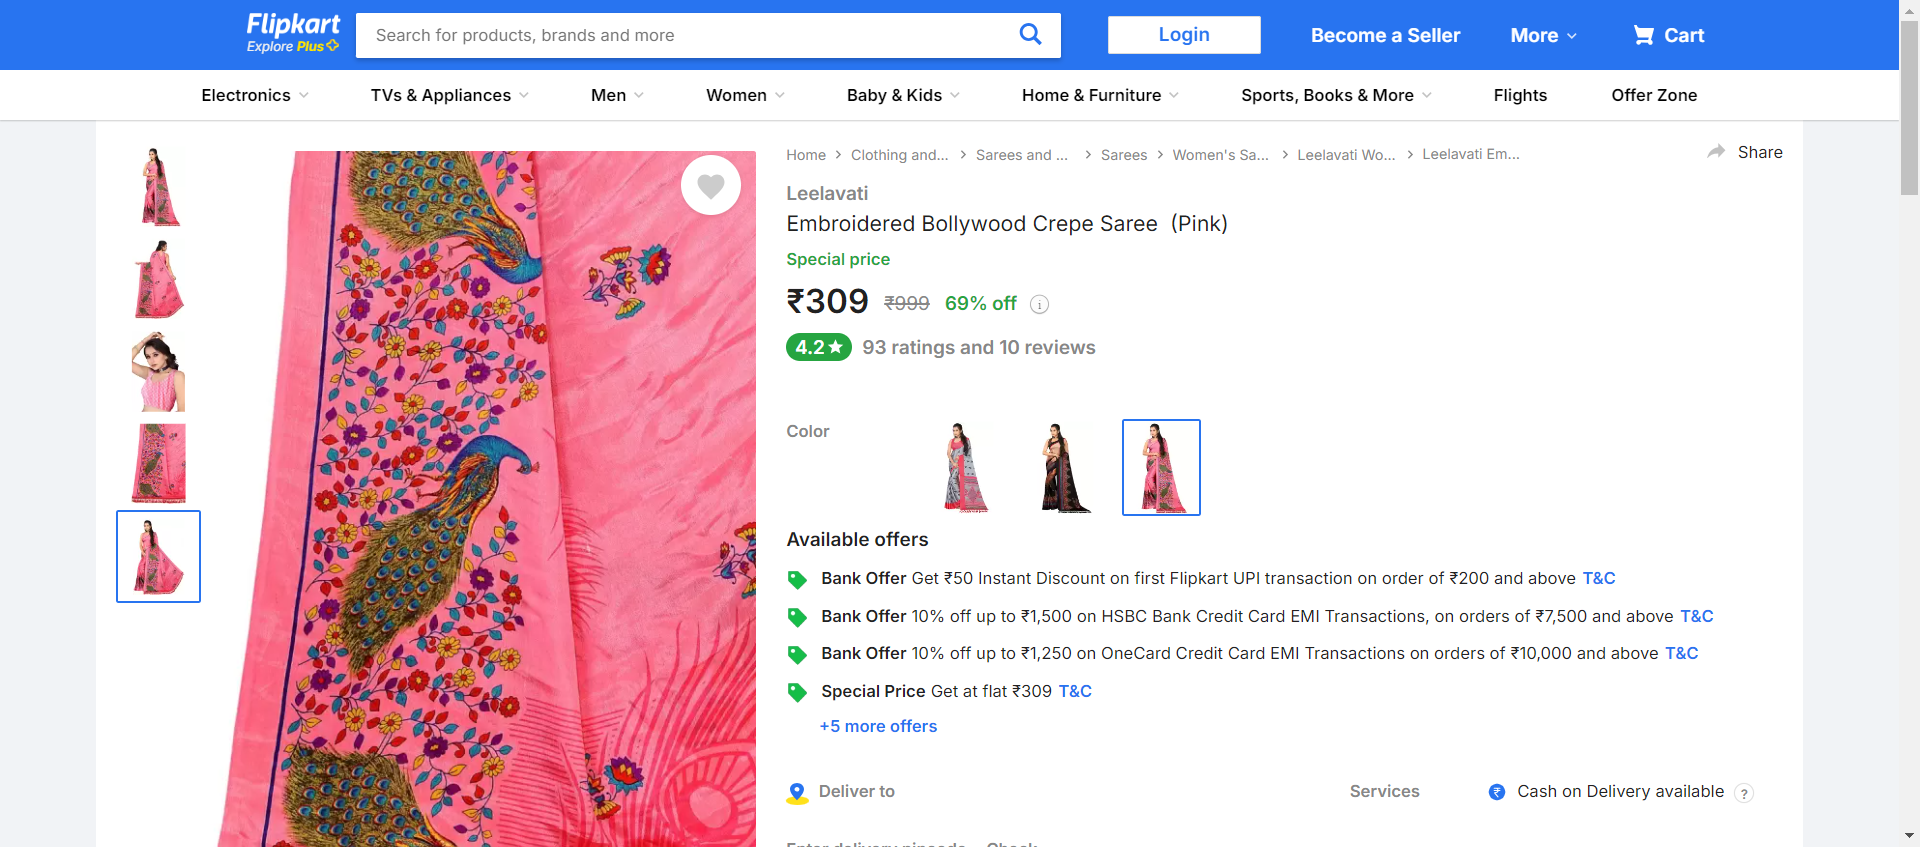 Flipkart
Explore Plus
Search for products, brands and more
Login
Become a Seller
More
Cart
Electronics
TVs & Appliances
Men
Women
Baby & Kids
Home & Furniture
Sports, Books & More
Flights
Offer Zone
Home
Clothing and...
Sarees and ...
Sarees
Women's Sa...
Leelavati Wo...
Leelavati Em...
Share
Leelavati
Embroidered Bollywood Crepe Saree (Pink)
Special price
₹309 ₹999 69% off
4.2 93 ratings and 10 reviews
Color
Available offers
Bank Offer Get ₹50 Instant Discount on first Flipkart UPI transaction on order of ₹200 and above T&C
Bank Offer 10% off up to ₹1,500 on HSBC Bank Credit Card EMI Transactions, on orders of ₹7,500 and above T&C
Bank Offer 10% off up to ₹1,250 on OneCard Credit Card EMI Transactions on orders of ₹10,000 and above T&C
Special Price Get at flat ₹309 T&C
+5 more offers
Deliver to
Services
₹ Cash on Delivery available ?
Enter delivery pincode Check